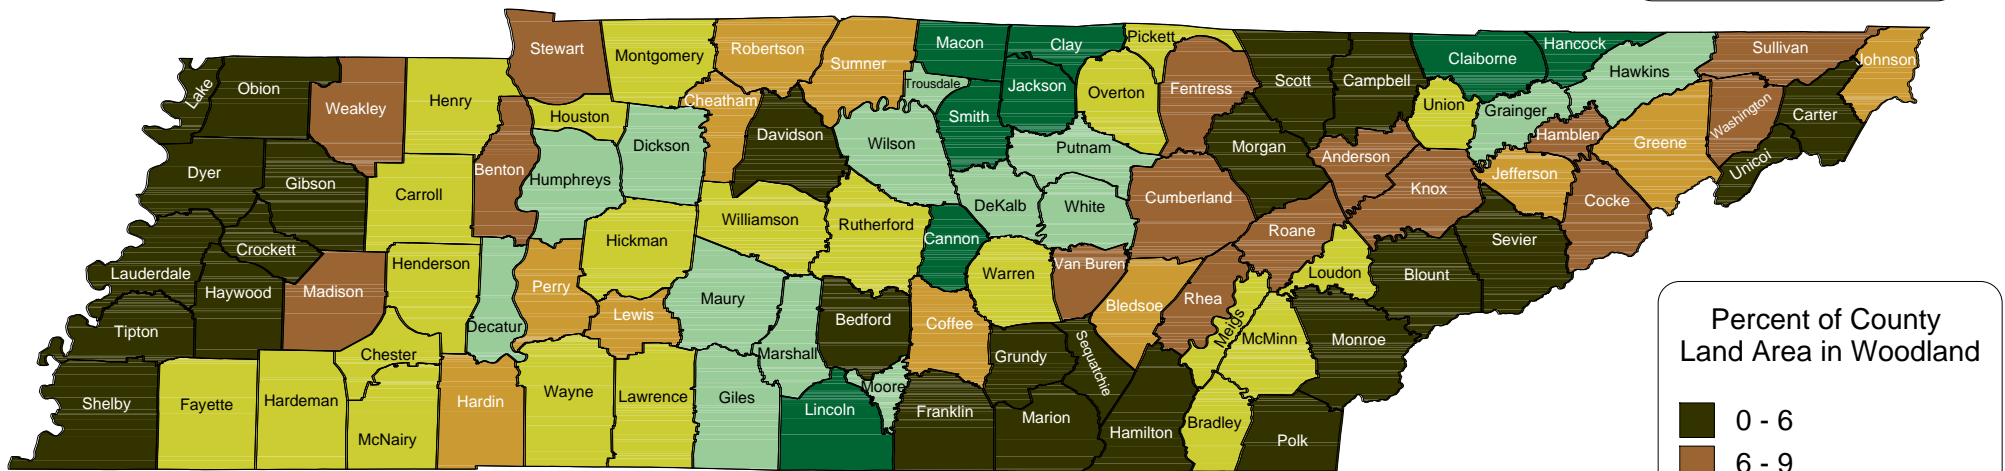 Stewart
Montgomery
Robertson
Sumner
Macon
Clay
Pickett
Scott
Campbell
Claiborne
Hancock
Hawkins
Sullivan
Johnson
Lake
Obion
Weakley
Henry
Houston
Cheatham
Davidson
Trousdale
Smith
Jackson
Overton
Fentress
Morgan
Union
Grainger
Hamblen
Greene
Washington
Carter
Unicoi
Dyer
Gibson
Carroll
Benton
Humphreys
Dickson
Wilson
Putnam
Anderson
Knox
Jefferson
Cocke
Crockett
Williamson
Rutherford
DeKalb
White
Cumberland
Roane
Sevier
Lauderdale
Haywood
Madison
Henderson
Decatur
Perry
Hickman
Lewis
Maury
Cannon
Warren
Van Buren
Bledsoe
Rhea
Meigs
Loudon
Blount
Tipton
Chester
Marshall
Bedford
Coffee
Grundy
Sequatchie
McMinn
Monroe
Shelby
Fayette
Hardeman
McNairy
Hardin
Wayne
Lawrence
Giles
Lincoln
Moore
Franklin
Marion
Hamilton
Bradley
Polk
Percent of County
Land Area in Woodland
0 - 6
6 - 9